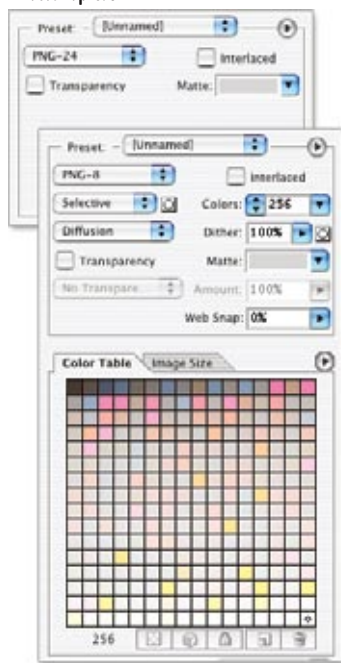 Preset: [Unnamed]
PNG-24 Interlaced
Transparency Matte:
Preset: [Unnamed]
PNG-8 Interlaced
Selective Colors: 256
Diffusion Dither: 100%
Transparency Matte:
No Transpare... Amount: 100%
Web Snap: 0%
Color Table Image Size
256